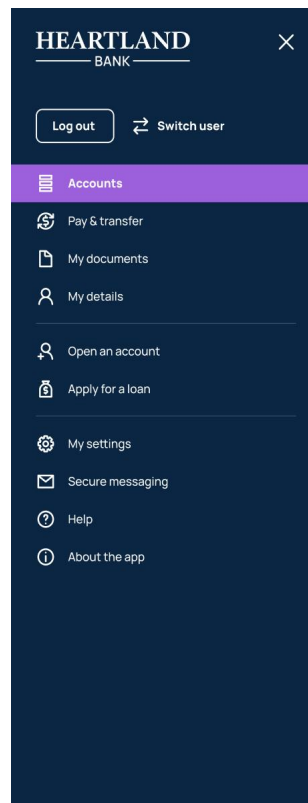 HEARTLAND
BANK
Log out
Switch user
Accounts
Pay & transfer
My documents
My details
Open an account
Apply for a loan
My settings
Secure messaging
Help
About the app